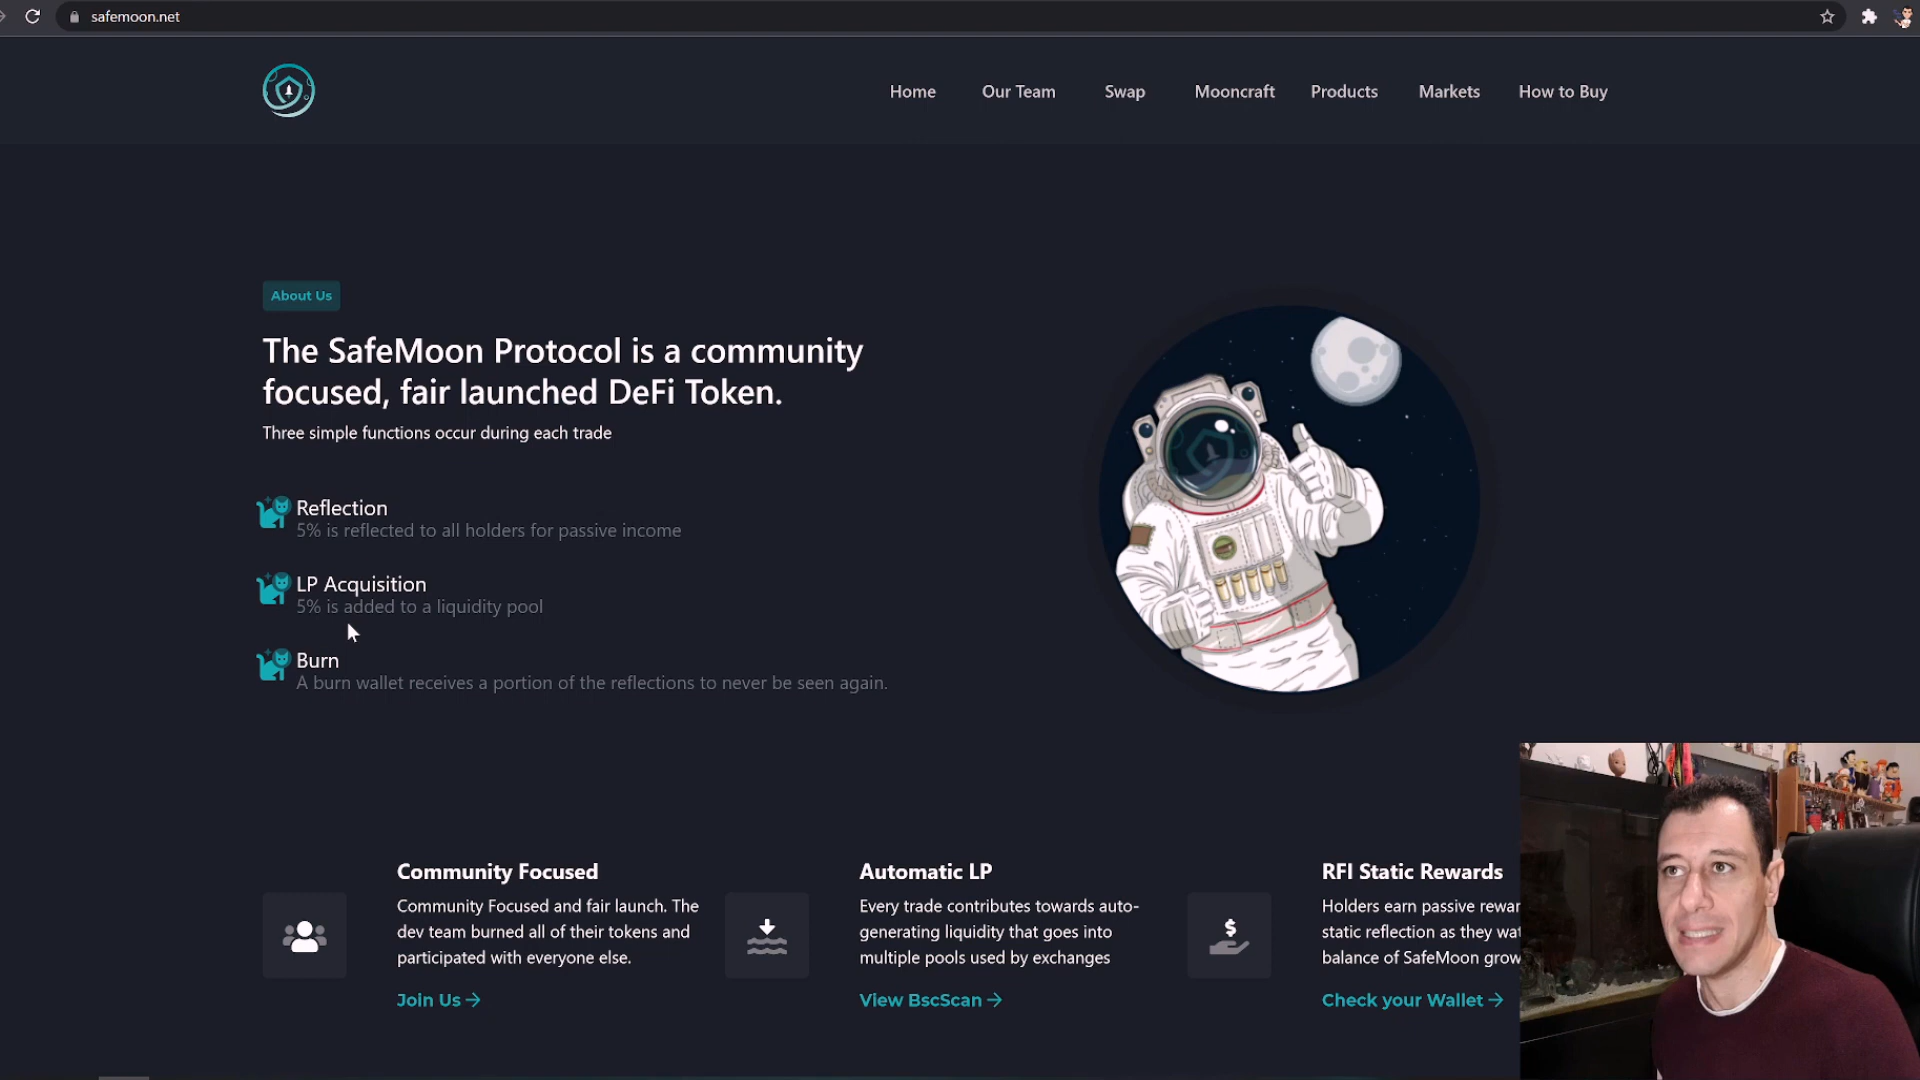 safemoon.net
Home Our Team Swap Mooncraft Products Markets How to Buy
About Us
The SafeMoon Protocol is a community
focused, fair launched DeFi Token.
Three simple functions occur during each trade
Reflection
5% is reflected to all holders for passive income
LP Acquisition
5% is added to a liquidity pool
Burn
A burn wallet receives a portion of the reflections to never be seen again.
Community Focused
Community Focused and fair launch. The
dev team burned all of their tokens and
participated with everyone else.
Join Us →
Automatic LP
Every trade contributes towards auto-
generating liquidity that goes into
multiple pools used by exchanges
View BscScan →
RFI Static Rewards
Holders earn passive
static reflection as they
balance of SafeMoon
Check your Wallet →